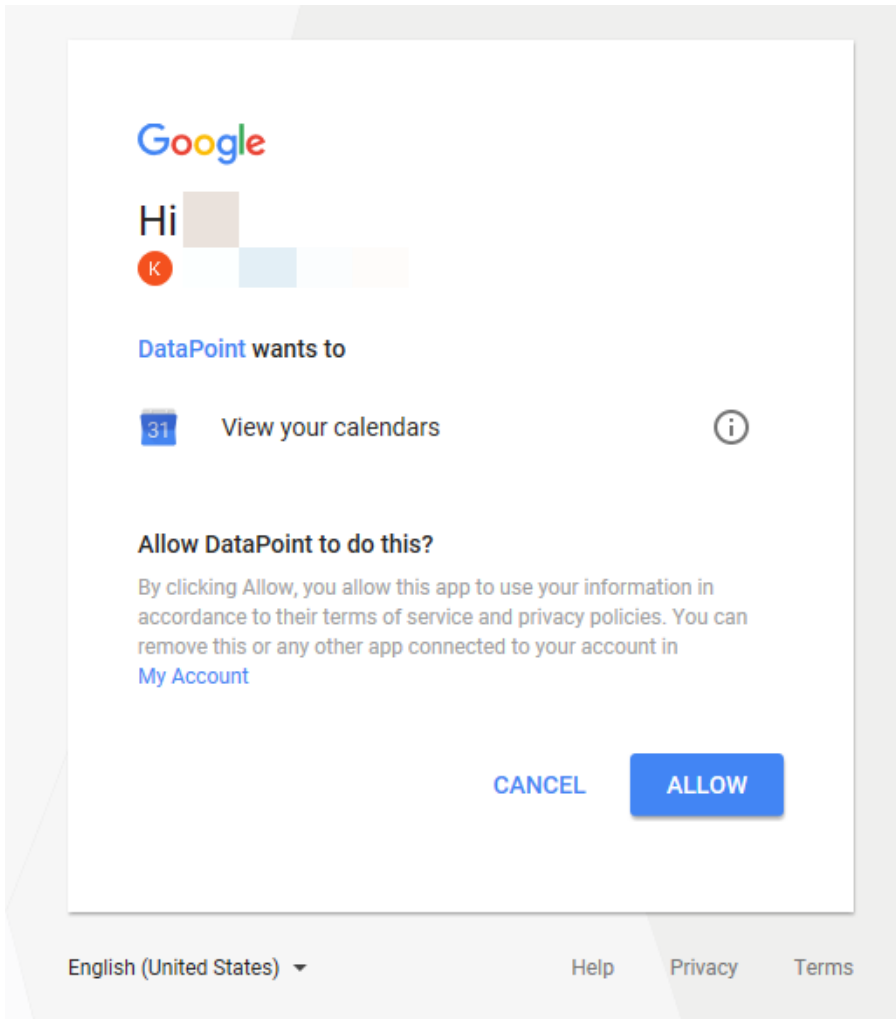 Google
Hi
K
DataPoint wants to
31 View your calendars
Allow DataPoint to do this?
By clicking Allow, you allow this app to use your information in
accordance to their terms of service and privacy policies. You can
remove this or any other app connected to your account in
My Account
CANCEL ALLOW
English (United States) Help Privacy Terms